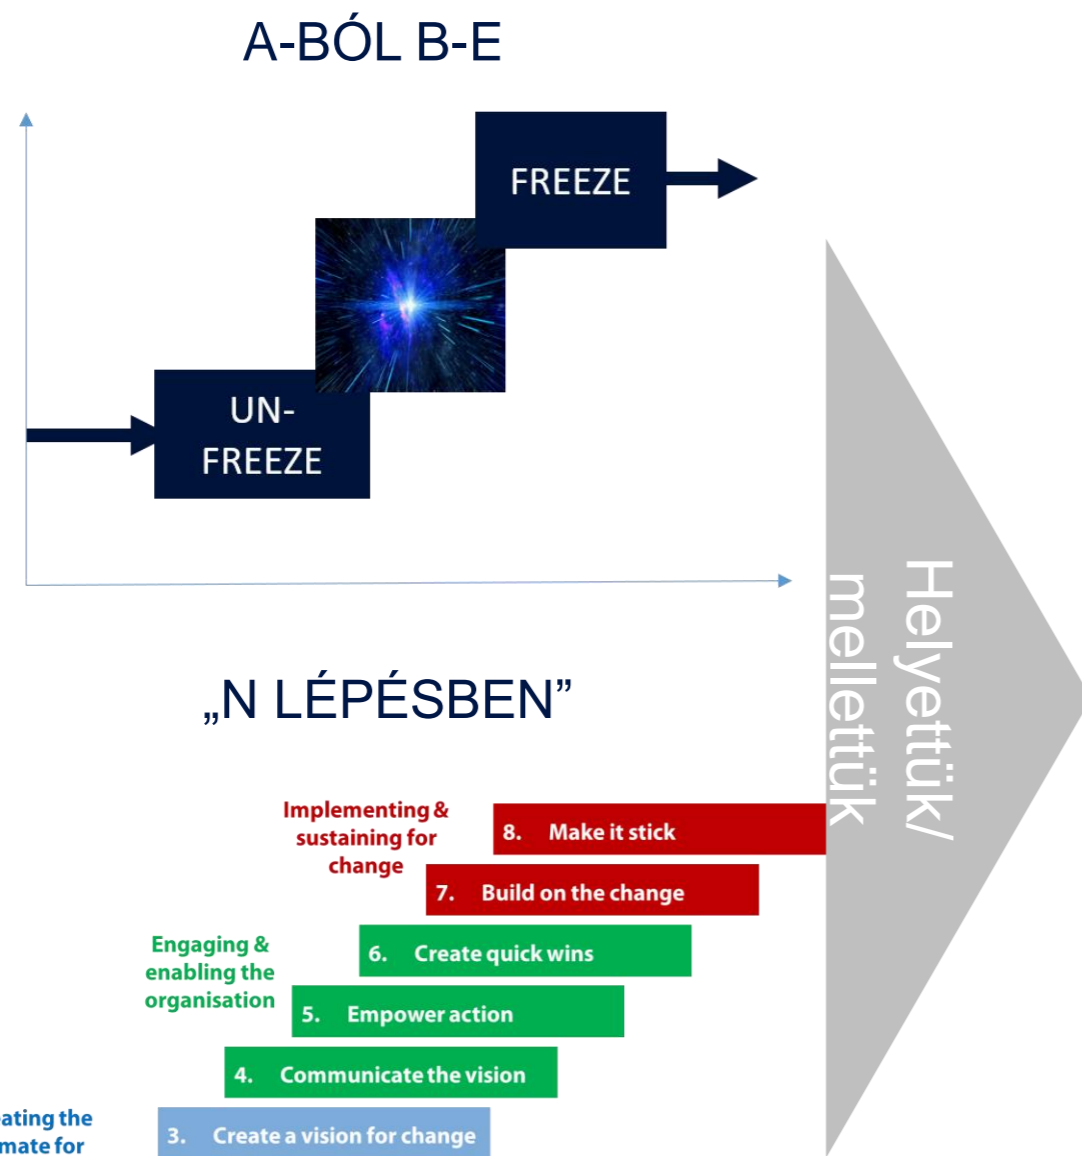 A-BÓL B-E
FREEZE
UN-
FREEZE
Helyettük/
mellettük
„N LÉPÉSBEN”
Implementing &
sustaining for
change
8. Make it stick
7. Build on the change
Engaging &
enabling the
organisation
6. Create quick wins
5. Empower action
4. Communicate the vision
the
for
3. Create a vision for change